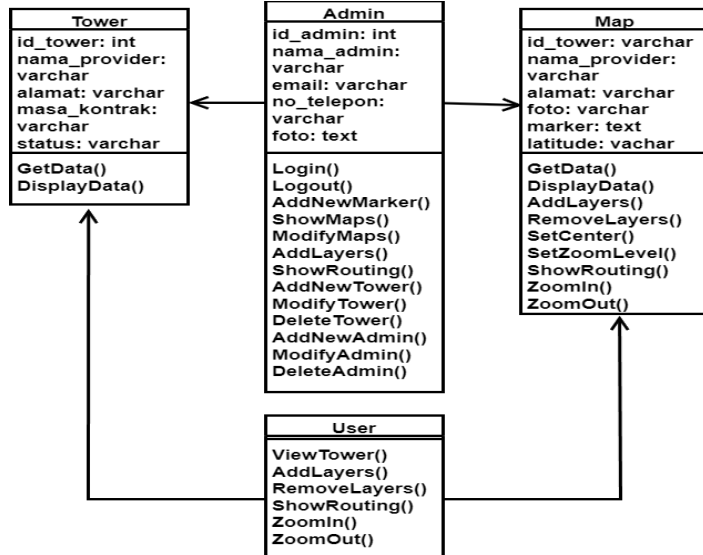 Tower
id_tower: int
nama_provider:
varchar
alamat: varchar
masa_kontrak:
varchar
status: varchar
GetData()
DisplayData()
Admin
id_admin: int
nama_admin:
varchar
email: varchar
no_telepon:
varchar
foto: text
Login()
Logout()
AddNewMarker()
ShowMaps()
ModifyMaps()
AddLayers()
ShowRouting()
AddNewTower()
ModifyTower()
DeleteTower()
AddNewAdmin()
ModifyAdmin()
DeleteAdmin()
Map
id_tower: varchar
nama_provider:
varchar
alamat: varchar
foto: varchar
marker: text
latitude: vachar
GetData()
DisplayData()
AddLayers()
RemoveLayers()
SetCenter()
SetZoomLevel()
ShowRouting()
ZoomIn()
ZoomOut()
User
ViewTower()
AddLayers()
RemoveLayers()
ShowRouting()
ZoomIn()
ZoomOut()